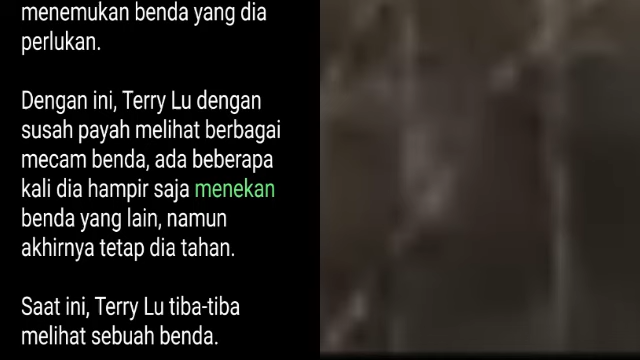 menemukan benda yang dia
perlukan.
Dengan ini, Terry Lu dengan
susah payah melihat berbagai
mecam benda, ada beberapa
kali dia hampir saja menekan
benda yang lain, namun
akhirnya tetap dia tahan.
Saat ini, Terry Lu tiba-tiba
melihat sebuah benda.